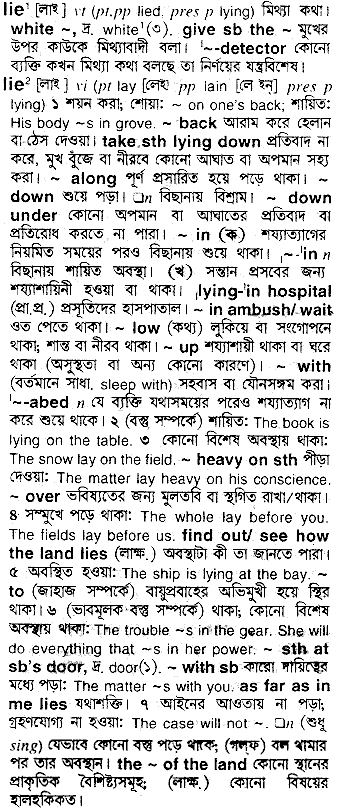 lie¹ [লাই] vt (pt,pp lied, pres p lying) মিথ্যা কথা।
white ~, দ্র. white¹(৩). give sb the ~ মুখের
উপর কাউকে মিথ্যাবাদী বলা। '~-detector কোনো
ব্যক্তি কখন মিথ্যা কথা বলছে তা নির্ণয়ের যন্ত্রবিশেষ।
lie² [লাই] vi (pt lay [লেই] pp lain [লেইন্] pres p
lying) ১ শয়ন করা; শোয়া: ~ on one's back; শায়িত:
His body ~s in grove. ~ back আরাম করে হেলান
বা ঠেস দেওয়া। take sth lying down প্রতিবাদ না
করে, মুখ বুঁজে বা নীরবে কোনো আঘাত বা অপমান সহ্য
করা। ~ along পূর্ণ প্রসারিত হয়ে পড়ে থাকা। ~
down শুয়ে পড়া। □n বিছানায় বিশ্রাম। ~ down
under কোনো অপমান বা আঘাতের প্রতিবাদ বা
প্রতিরোধ করতে না পারা। ~ in (ক) শয্যাত্যাগের
নিয়মিত সময়ের পরও বিছানায় শুয়ে থাকা। ~-'in n
বিছানায় শায়িত অবস্থা। (খ) সন্তান প্রসবের জন্য
শয্যাশায়িনী হওয়া বা থাকা। ˌlying-'in hospital
(প্রা.প্র.) প্রসূতিদের হাসপাতাল। ~ in ambush/ wait
ওত পেতে থাকা। ~ low (কথ্য) লুকিয়ে বা সংগোপনে
থাকা; শান্ত বা নীরব থাকা। ~ up শয্যাশায়ী থাকা বা ঘরে
থাকা (অসুস্থতা বা অন্য কোনো কারণে)। ~ with
(বর্তমানে সাধা. sleep with) সহবাস বা যৌনসঙ্গম করা।
'~-abed n যে ব্যক্তি যথাসময়ের পরেও শয্যাত্যাগ না
করে শুয়ে থাকে। ২ (বস্তু সম্পর্কে) শায়িত: The book is
lying on the table. ৩ কোনো বিশেষ অবস্থায় থাকা:
The snow lay on the field. ~ heavy on sth পীড়া
দেওয়া: The matter lay heavy on his conscience.
~ over ভবিষ্যতের জন্য মুলতবি বা স্থগিত রাখা/থাকা।
৪ সম্মুখে পড়ে থাকা: The whole lay before you.
The fields lay before us. find out/ see how
the land lies (লাক্ষ.) অবস্থাটা কী তা জানতে পারা।
৫ অবস্থিত হওয়া: The ship is lying at the bay. ~
to (জাহাজ সম্পর্কে) বায়ুপ্রবাহের অভিমুখী হয়ে স্থির
থাকা। ৬ (ভাবমূলক বস্তু সম্পর্কে) থাকা; কোনো বিশেষ
অবস্থায় থাকা: The trouble ~s in the gear. She will
do everything that ~s in her power. ~ sth at
sb's door, দ্র. door(১). ~ with sb কারো দায়িত্বের
মধ্যে পড়া: The matter ~s with you. as far as in
me lies যথাশক্তি। ৭ আইনের আওতায় না পড়া;
গ্রহণযোগ্য না হওয়া: The case will not ~. □n (শুধু
sing) যেভাবে কোনো বস্তু পড়ে থাকে; (গল্‌ফ) বল থামার
পর তার অবস্থান। the ~ of the land কোনো স্থানের
প্রাকৃতিক বৈশিষ্ট্যসমূহ; (লাক্ষ.) কোনো বিষয়ের
হালহকিকত।